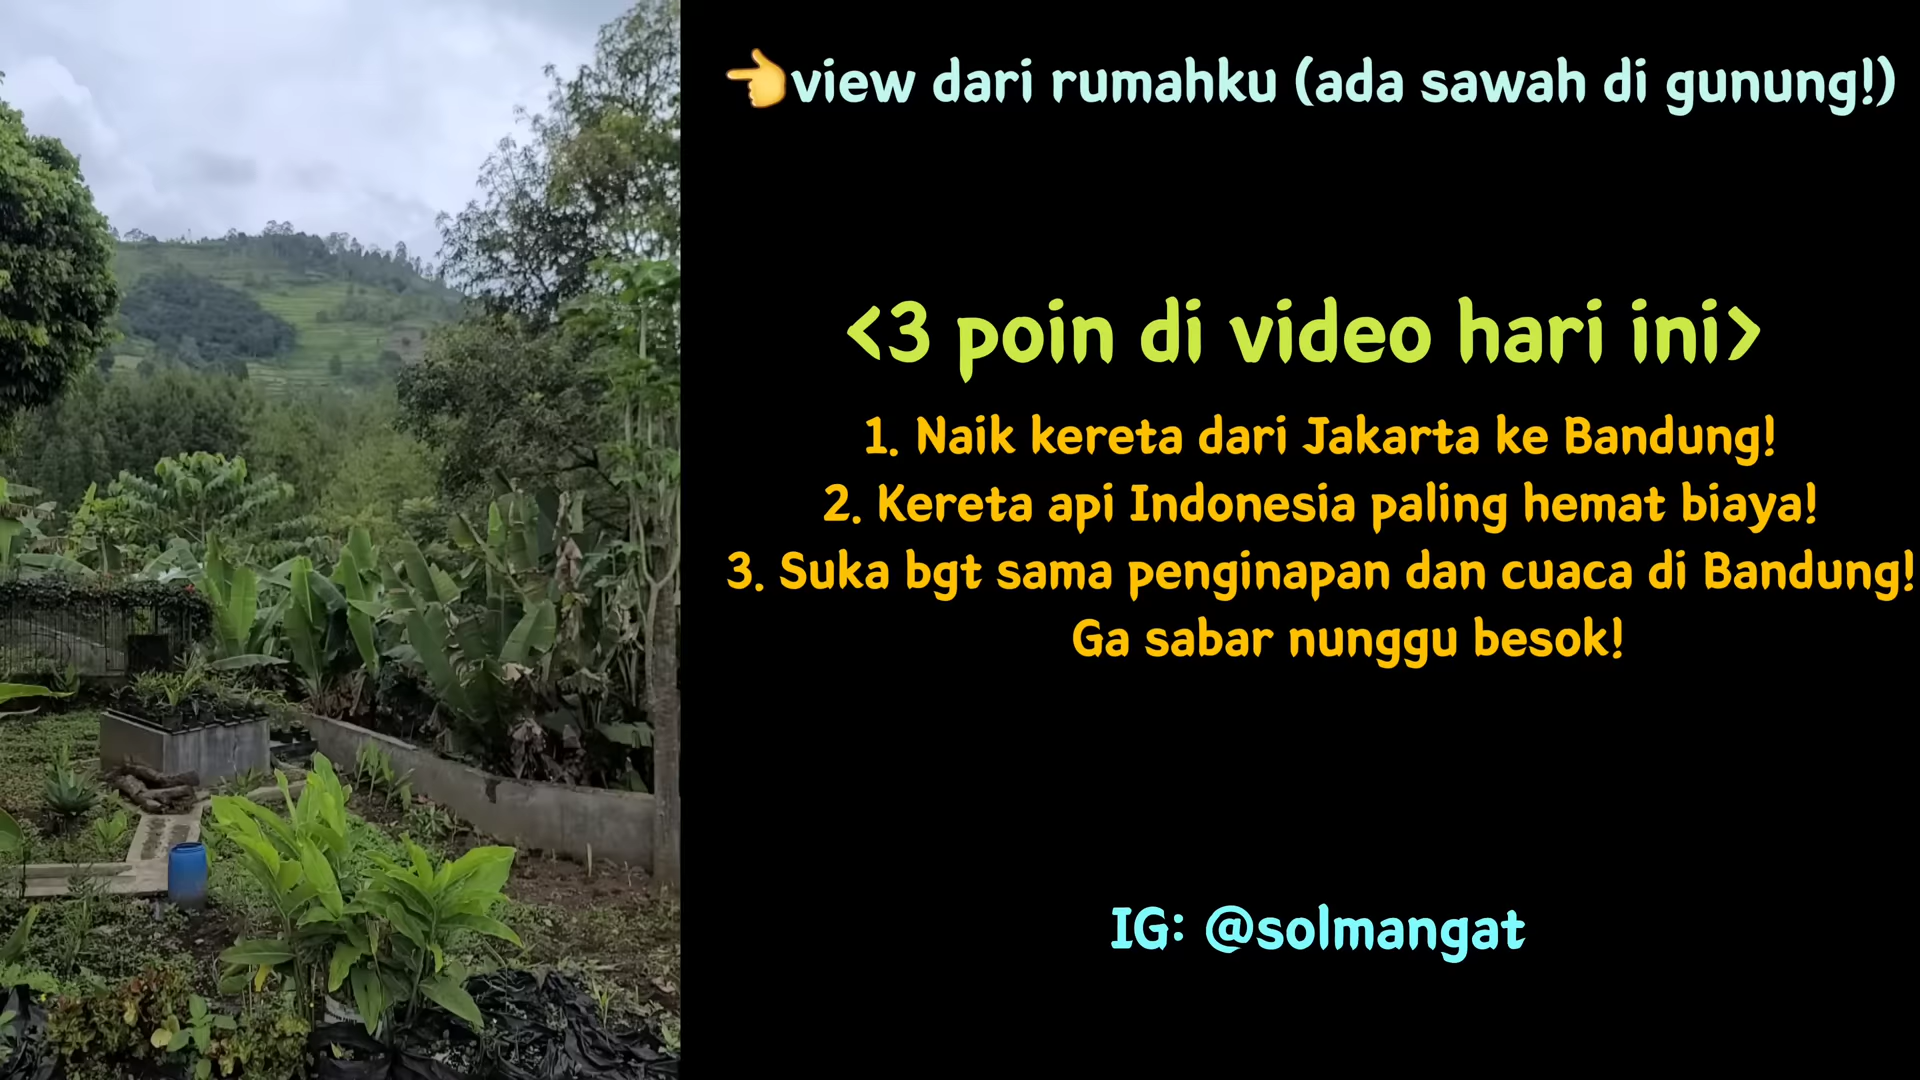 👈view dari rumahku (ada sawah di gunung!)
<3 poin di video hari ini>
1. Naik kereta dari Jakarta ke Bandung!
2. Kereta api Indonesia paling hemat biaya!
3. Suka bgt sama penginapan dan cuaca di Bandung!
Ga sabar nunggu besok!
IG: @solmangat